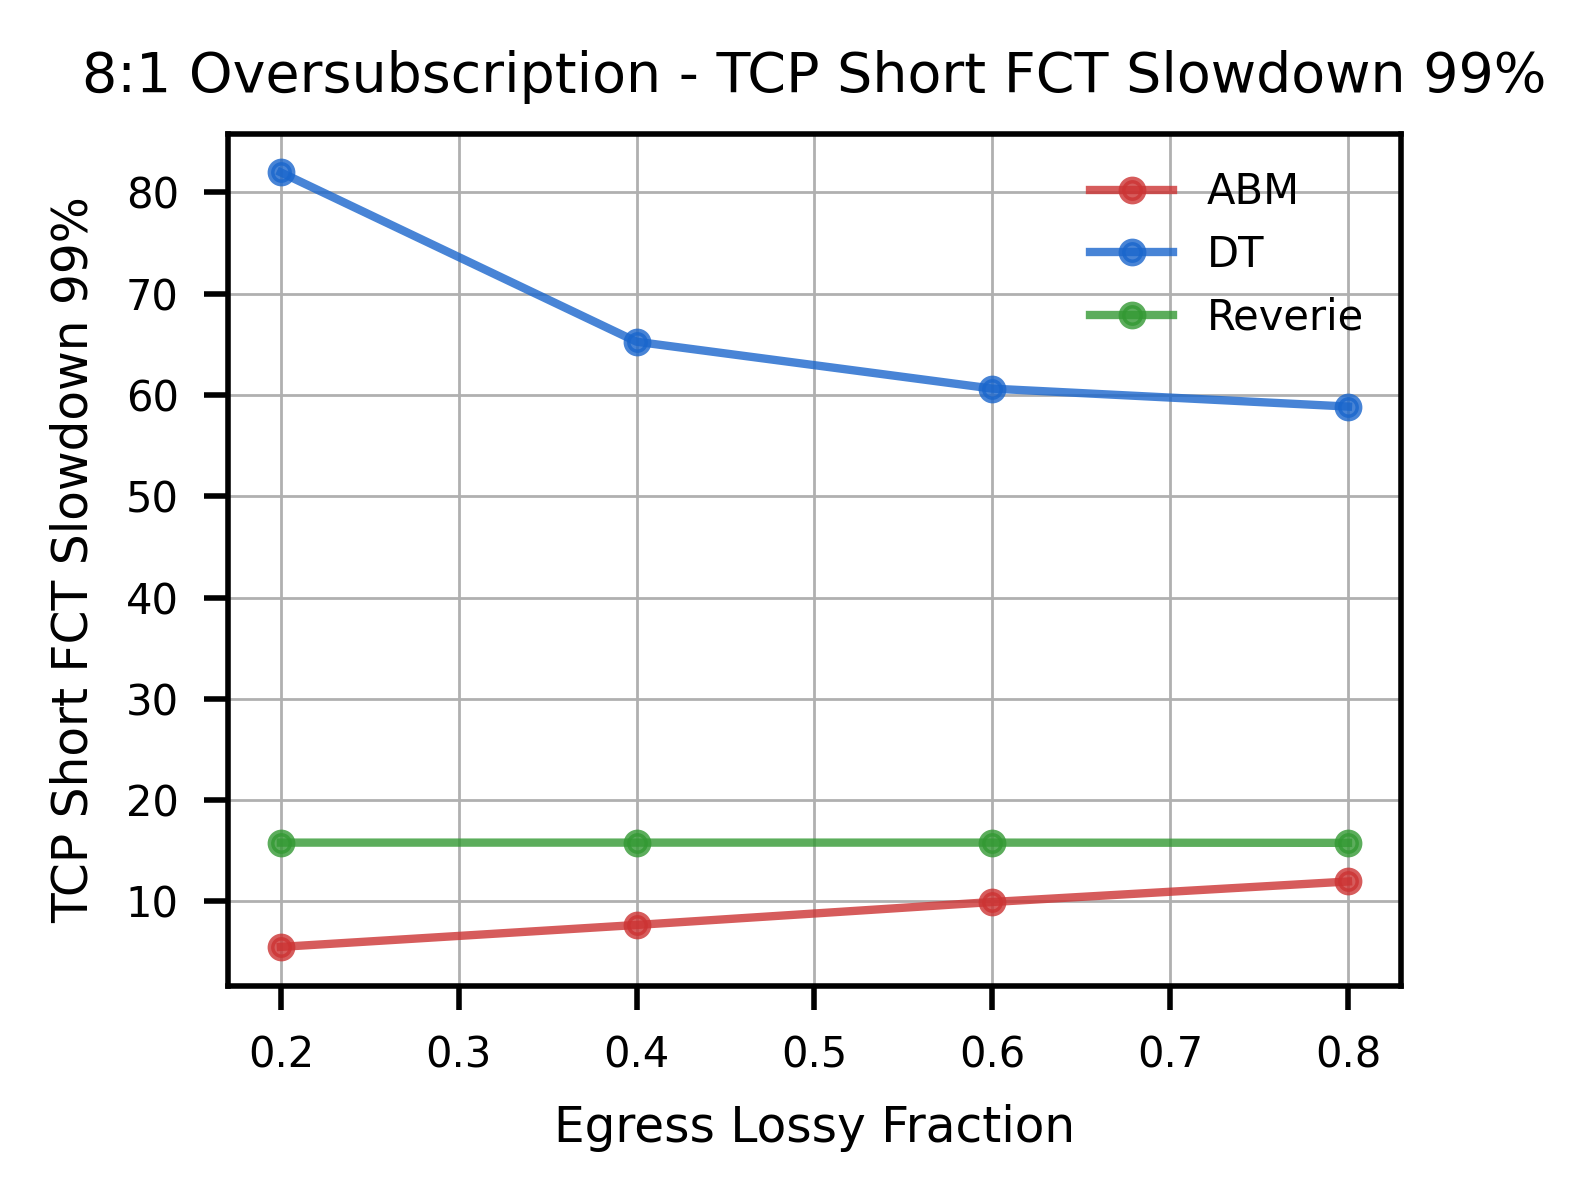 8:1 Oversubscription - TCP Short FCT Slowdown 99%
TCP Short FCT Slowdown 99%
80
70
60
50
40
30
20
10
ABM
DT
Reverie
0.2 0.3 0.4 0.5 0.6 0.7 0.8
Egress Lossy Fraction